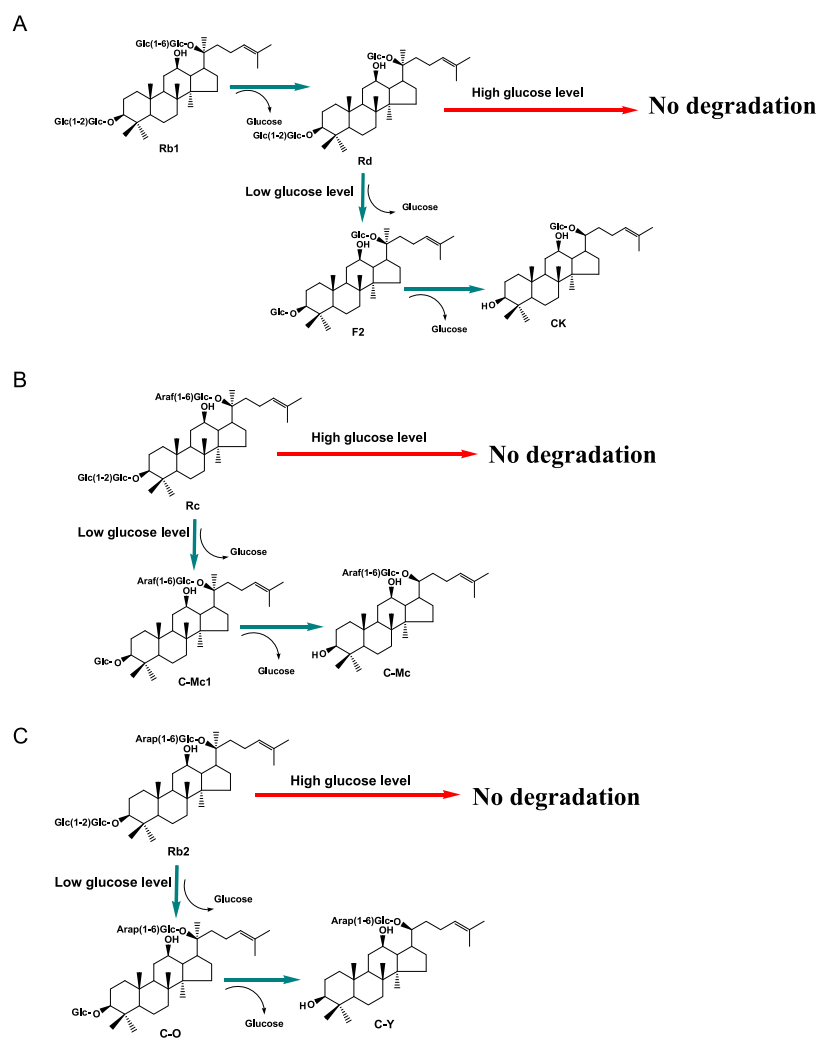 A
Glc(1-6)Glc-O
OH
Glc(1-2)Glc-O
Rb1
Glucose
Glc-O
OH
Glc(1-2)Glc-O
Rd
High glucose level
No degradation
Low glucose level
Glucose
Glc-O
OH
Glc-O
F2
Glucose
Glc-O
OH
HO
CK
B
Araf(1-6)Glc-O
OH
Glc(1-2)Glc-O
Rc
High glucose level
No degradation
Low glucose level
Glucose
Araf(1-6)Glc-O
OH
Glc-O
C-Mc1
Glucose
Araf(1-6)Glc-O
OH
HO
C-Mc
C
Arap(1-6)Glc-O
OH
Glc(1-2)Glc-O
Rb2
High glucose level
No degradation
Low glucose level
Glucose
Arap(1-6)Glc-O
OH
Glc-O
C-O
Glucose
Arap(1-6)Glc-O
OH
HO
C-Y